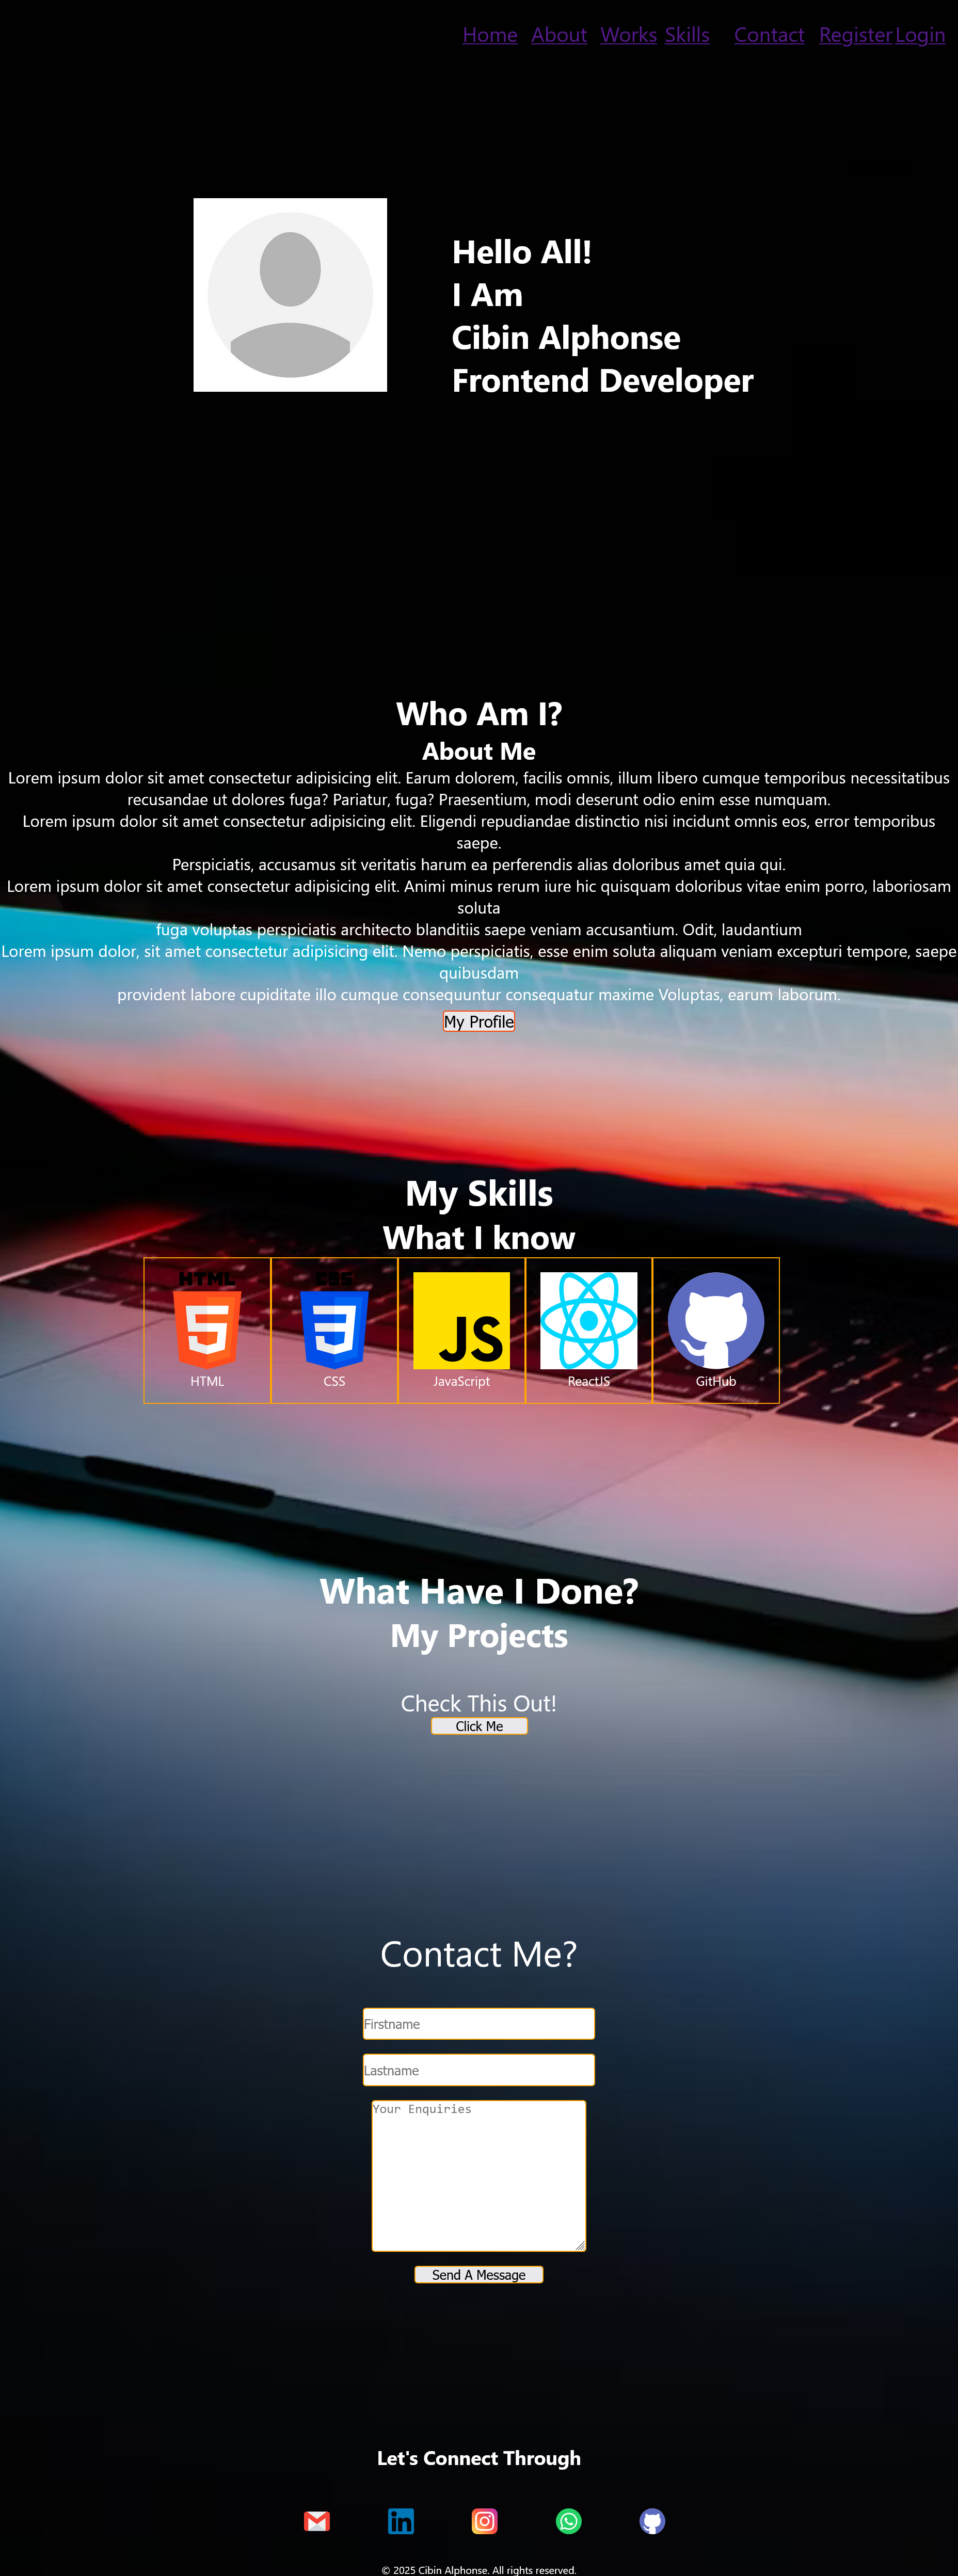 Home About Works Skills Contact Register Login
Hello All!
I Am
Cibin Alphonse
Frontend Developer
Who Am I?
About Me
Lorem ipsum dolor sit amet consectetur adipisicing elit. Earum dolorem, facilis omnis, illum libero cumque temporibus necessitatibus
recusandae ut dolores fuga? Pariatur, fuga? Praesentium, modi deserunt odio enim esse numquam.
Lorem ipsum dolor sit amet consectetur adipisicing elit. Eligendi repudiandae distinctio nisi incidunt omnis eos, error temporibus
saepe.
Perspiciatis, accusamus sit veritatis harum ea perferendis alias doloribus amet quia qui.
Lorem ipsum dolor sit amet consectetur adipisicing elit. Animi minus rerum iure hic quisquam doloribus vitae enim porro, laboriosam
soluta
fuga voluptas perspiciatis architecto blanditiis saepe veniam accusantium. Odit, laudantium
Lorem ipsum dolor, sit amet consectetur adipisicing elit. Nemo perspiciatis, esse enim soluta aliquam veniam excepturi tempore, saepe
quibusdam
provident labore cupiditate illo cumque consequuntur consequatur maxime Voluptas, earum laborum.
My Profile
My Skills
What I know
HTML CSS
5 3 JS
HTML CSS JavaScript ReactJS GitHub
What Have I Done?
My Projects
Check This Out!
Click Me
Contact Me?
Firstname
Lastname
Your Enquiries
Send A Message
Let's Connect Through
in
© 2025 Cibin Alphonse. All rights reserved.